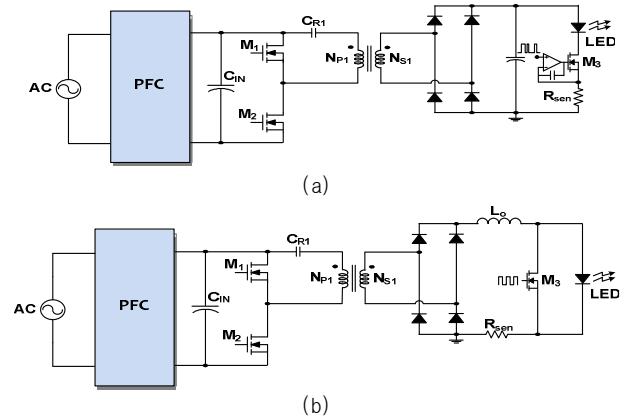 AC
PFC
C_IN
M_1
M_2
C_R1
N_P1
N_S1
LED
M_3
R_sen
(a)
AC
PFC
C_IN
M_1
M_2
C_R1
N_P1
N_S1
L_o
M_3
LED
R_sen
(b)